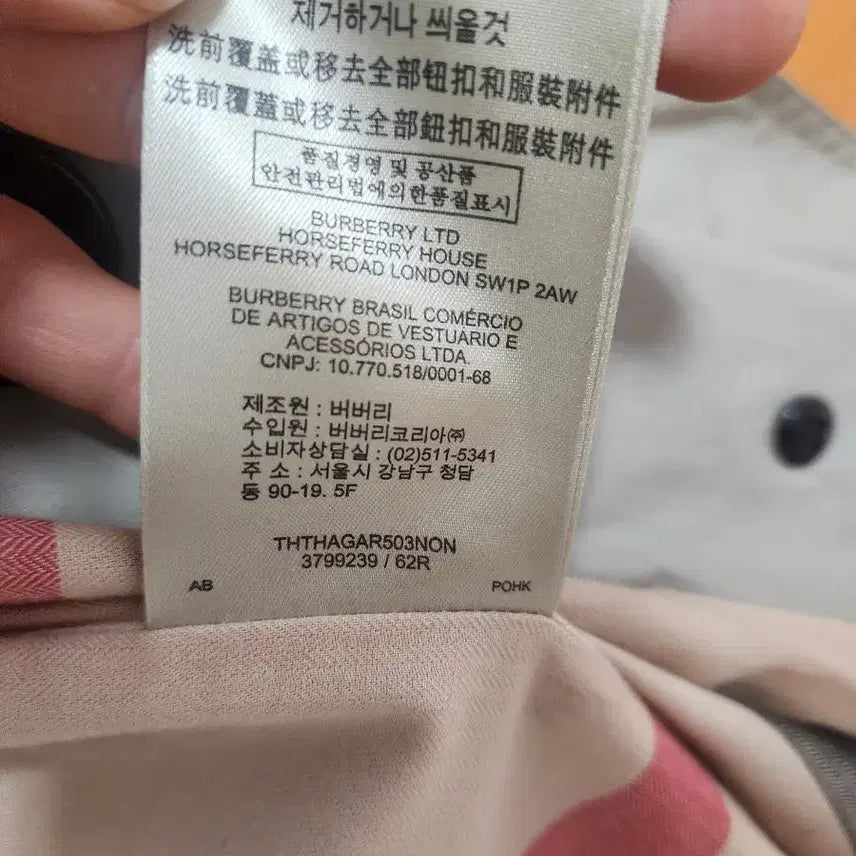 제거하거나 씌울것
洗前覆盖或移去全部钮扣和服装附件
洗前覆蓋或移去全部鈕扣和服裝附件
품질경영 및 공산품
안전관리법에의한품질표시
BURBERRY LTD
HORSEFERRY HOUSE
HORSEFERRY ROAD LONDON SW1P 2AW
BURBERRY BRASIL COMÉRCIO
DE ARTIGOS DE VESTUÁRIO E
ACESSÓRIOS LTDA.
CNPJ: 10.770.518/0001-68
제조원 : 버버리
수입원 : 버버리코리아㈜
소비자상담실 : (02)511-5341
주 소 : 서울시 강남구 청담
동 90-19. 5F
THTHAGAR503NON
3799239 / 62R
AB
POHK